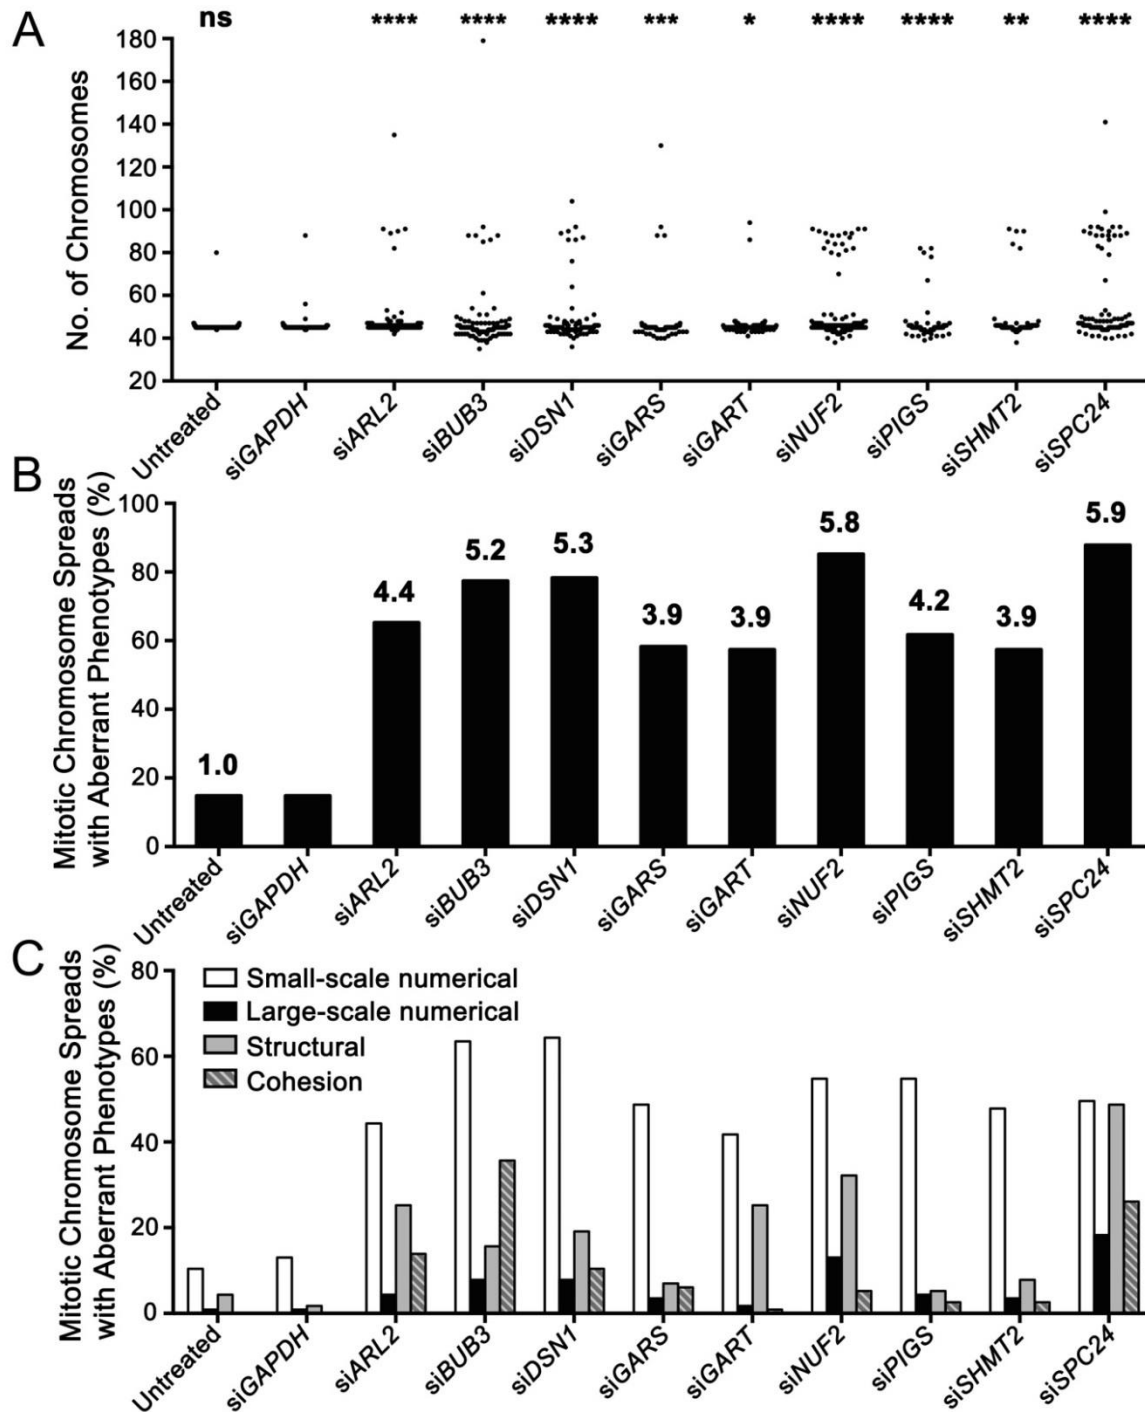 A
ns **** **** **** *** * **** **** ** ****
No. of Chromosomes
180
160
140
120
100
80
60
40
20
Untreated siGAPDH siARL2 siBUB3 siDSN1 siGARS siGART siNUF2 siPIGS siSHMT2 siSPC24
B
Mitotic Chromosome Spreads
with Aberrant Phenotypes (%)
100
80
60
40
20
0
1.0 4.4 5.2 5.3 3.9 3.9 5.8 4.2 3.9 5.9
Untreated siGAPDH siARL2 siBUB3 siDSN1 siGARS siGART siNUF2 siPIGS siSHMT2 siSPC24
C
Mitotic Chromosome Spreads
with Aberrant Phenotypes (%)
80
60
40
20
0
Small-scale numerical
Large-scale numerical
Structural
Cohesion
Untreated siGAPDH siARL2 siBUB3 siDSN1 siGARS siGART siNUF2 siPIGS siSHMT2 siSPC24